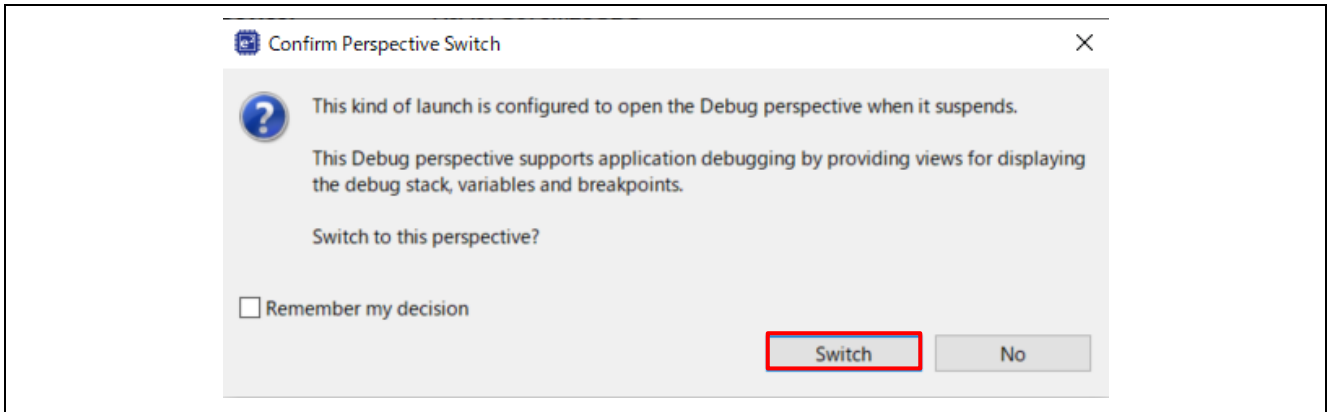 Confirm Perspective Switch
This kind of launch is configured to open the Debug perspective when it suspends.
This Debug perspective supports application debugging by providing views for displaying
the debug stack, variables and breakpoints.
Switch to this perspective?
Remember my decision
Switch No